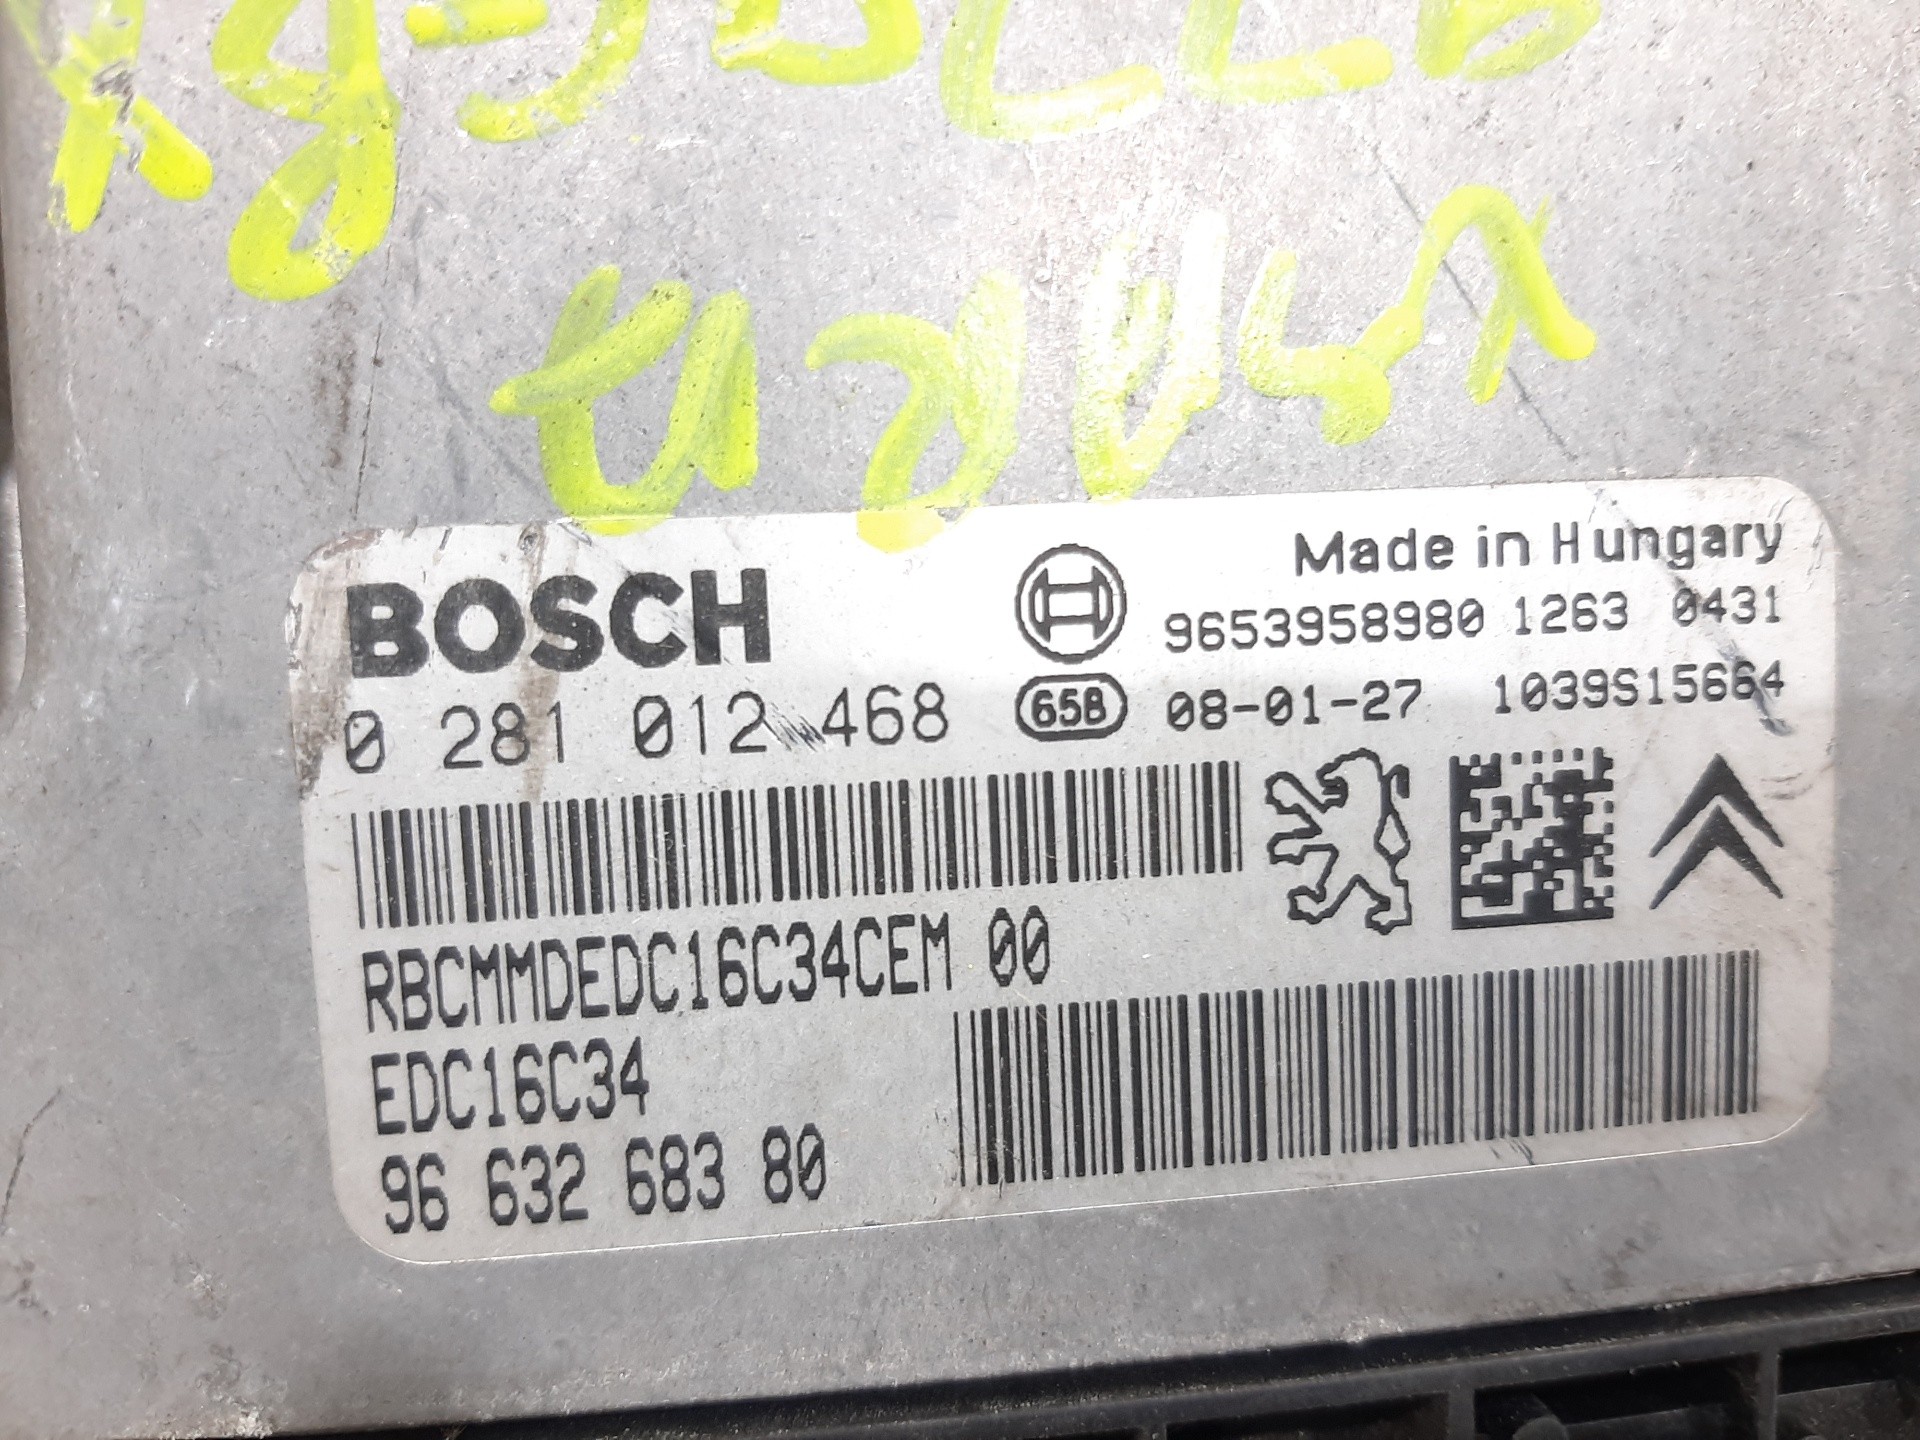 BOSCH
Made in Hungary
9653958980 1263 0431
0 281 012 468
65B
08-01-27 1039S15664
RBCMMDEDC16C34CEM 00
EDC16C34
96 632 683 80